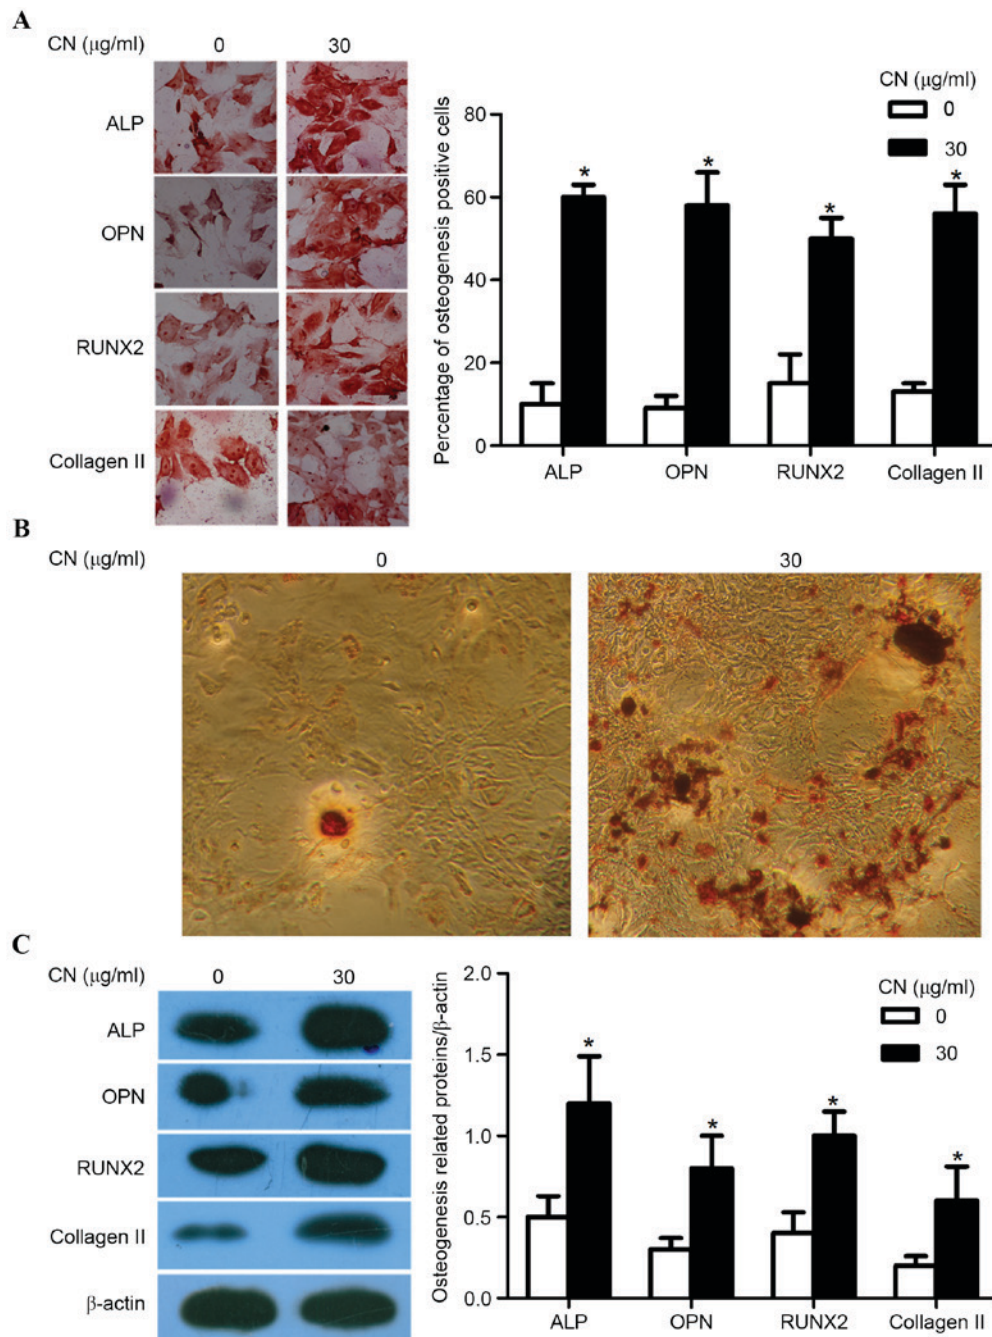 A
CN (μg/ml)
0
30
ALP
OPN
RUNX2
Collagen II
Percentage of osteogenesis positive cells
80
60
40
20
0
CN (μg/ml)
0
30
*
*
*
*
ALP
OPN
RUNX2
Collagen II
B
CN (μg/ml)
0
30
C
CN (μg/ml)
0
30
ALP
OPN
RUNX2
Collagen II
β-actin
Osteogenesis related proteins/β-actin
2.0
1.5
1.0
0.5
0.0
CN (μg/ml)
0
30
*
*
*
*
ALP
OPN
RUNX2
Collagen II